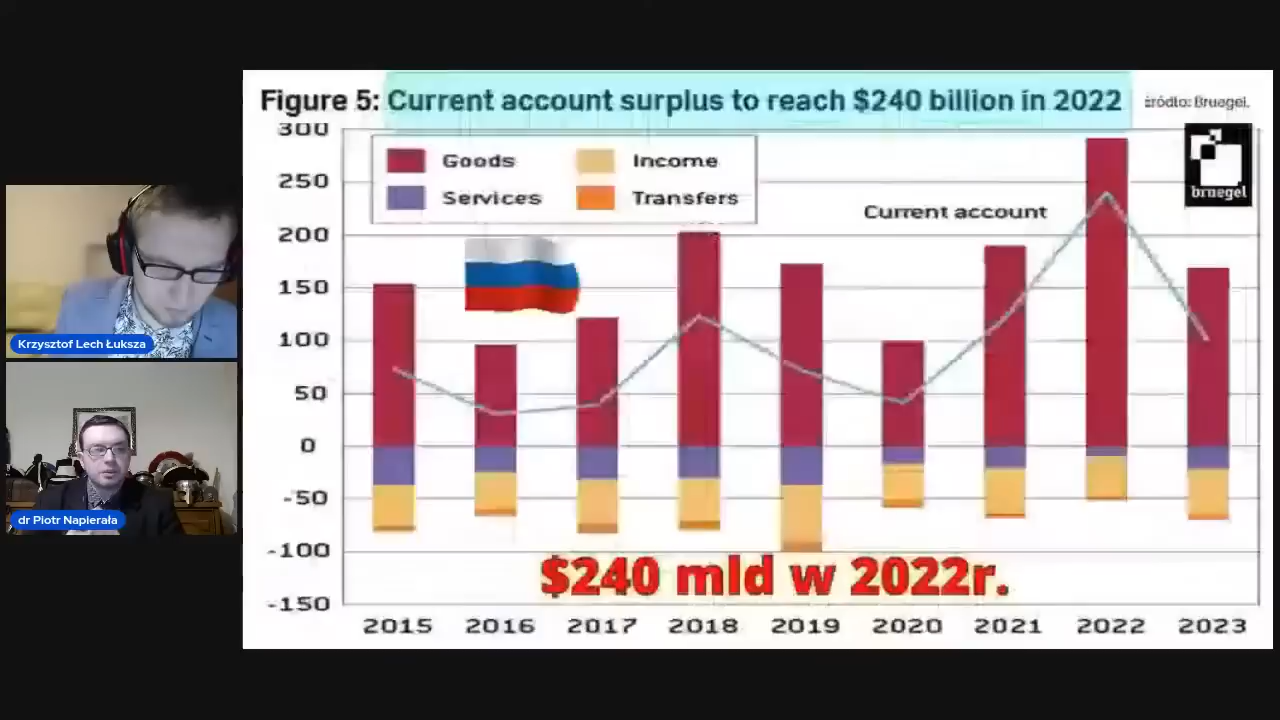 Figure 5: Current account surplus to reach $240 billion in 2022
źródło: Bruegel.
bruegel
Goods
Income
Services
Transfers
Current account
300
250
200
150
100
50
0
-50
-100
-150
$240 mld w 2022r.
2015 2016 2017 2018 2019 2020 2021 2022 2023
Krzysztof Lech Łuksza
dr Piotr Napierała